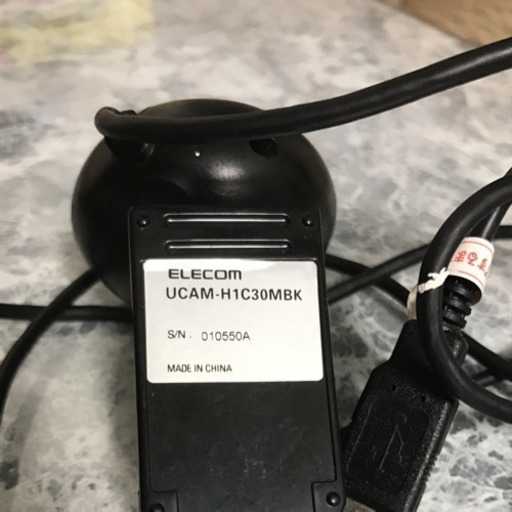 ELECOM
UCAM-H1C30MBK
S/N. 010550A
MADE IN CHINA